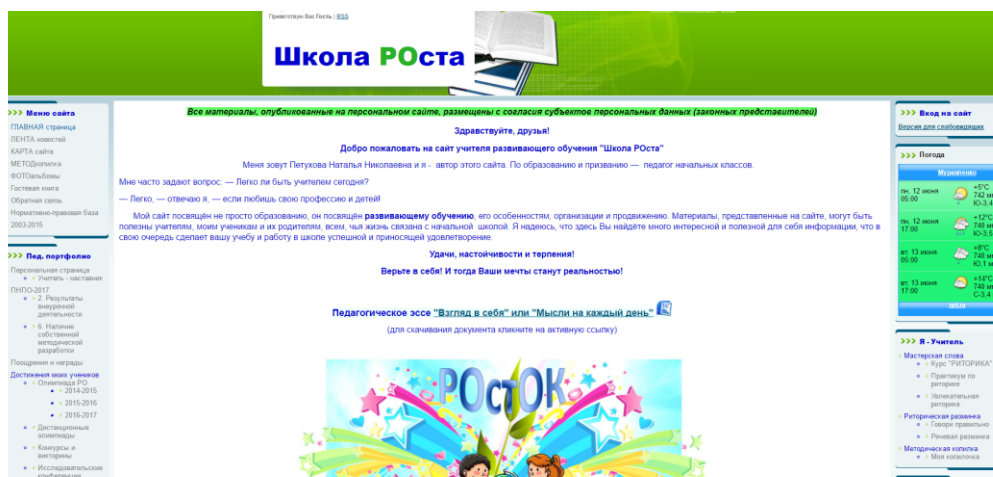 Приветствую Вас Гость | RSS
Школа РОста
>>> Меню сайта
ГЛАВНАЯ страница
ЛЕНТА новостей
КАРТА сайта
МЕТОДкопилка
ФОТОальбомы
Гостевая книга
Обратная связь
Нормативно-правовая база
2003-2015
>>> Пед. портфолио
Персональная страница
Учитель - наставник
ПНПО-2017
2. Результаты
внеурочной
деятельности
6. Наличие
собственной
методической
разработки
Поощрения и награды
Достижения моих учеников
Олимпиада РО
2014-2015
2015-2016
2016-2017
Дистанционные
олимпиады
Конкурсы и
викторины
Исследовательские
конференции
Все материалы, опубликованные на персональном сайте, размещены с согласия субъектов персональных данных (законных представителей)
Здравствуйте, друзья!
Добро пожаловать на сайт учителя развивающего обучения "Школа РОста"
Меня зовут Петухова Наталья Николаевна и я - автор этого сайта. По образованию и призванию — педагог начальных классов.
Мне часто задают вопрос: — Легко ли быть учителем сегодня?
— Легко, — отвечаю я, — если любишь свою профессию и детей!
Мой сайт посвящён не просто образованию, он посвящён развивающему обучению, его особенностям, организации и продвижению. Материалы, представленные на сайте, могут быть
полезны учителям, моим ученикам и их родителям, всем, чья жизнь связана с начальной школой. Я надеюсь, что здесь Вы найдёте много интересной и полезной для себя информации, что в
свою очередь сделает вашу учебу и работу в школе успешной и приносящей удовлетворение.
Удачи, настойчивости и терпения!
Верьте в себя! И тогда Ваши мечты станут реальностью!
Педагогическое эссе "Взгляд в себя" или "Мысли на каждый день"
(для скачивания документа кликните на активную ссылку)
РОстОК
>>> Вход на сайт
Версия для слабовидящих
>>> Погода
Муравленко
пн, 12 июня
05:00
+5°C
742 м
Ю-З,4
пн, 12 июня
17:00
+12°C
740 м
Ю-З,5
вт, 13 июня
05:00
+8°C
740 м
Ю,1 м
вт, 13 июня
17:00
+14°C
740 м
С-З,4
>>> Я - Учитель
Мастерская слова
Курс "РИТОРИКА"
Практикум по
риторике
Увлекательная
риторика
Риторическая разминка
Говори правильно
Речевая разминка
Методическая копилка
Моя копилочка